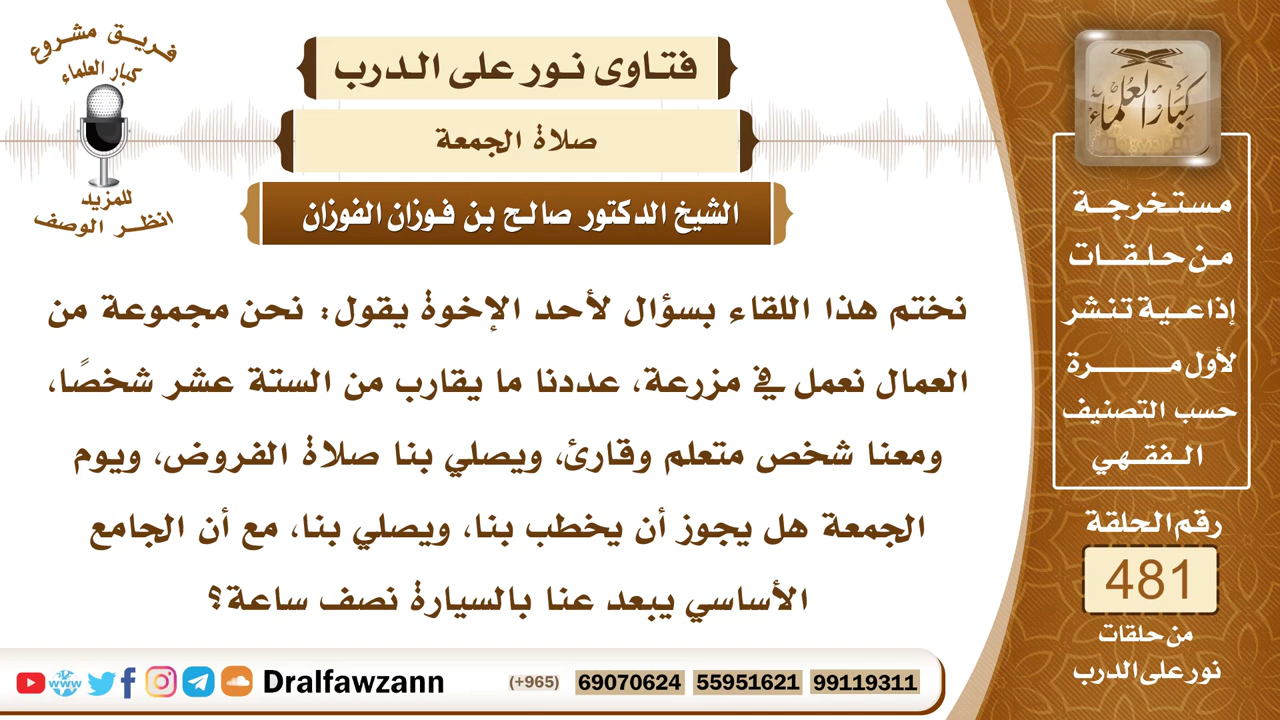 فريق مشروع
كبار العلماء
للمزيد
انظر الوصف
فتاوى نور على الدرب
صلاة الجمعة
الشيخ الدكتور صالح بن فوزان الفوزان
نختم هذا اللقاء بسؤال لأحد الإخوة يقول: نحن مجموعة من
العمال نعمل في مزرعة، عددنا ما يقارب من الستة عشر شخصًا،
ومعنا شخص متعلم وقارئ، ويصلي بنا صلاة الفروض، ويوم
الجمعة هل يجوز أن يخطب بنا، ويصلي بنا، مع أن الجامع
الأساسي يبعد عنا بالسيارة نصف ساعة؟
كبار العلماء
مستخرجة
من حلقات
إذاعية تنشر
لأول مرة
حسب التصنيف
الفقهي
رقم الحلقة
481
من حلقات
نور على الدرب
www
Dralfawzann
(+965) 69070624 55951621 99119311